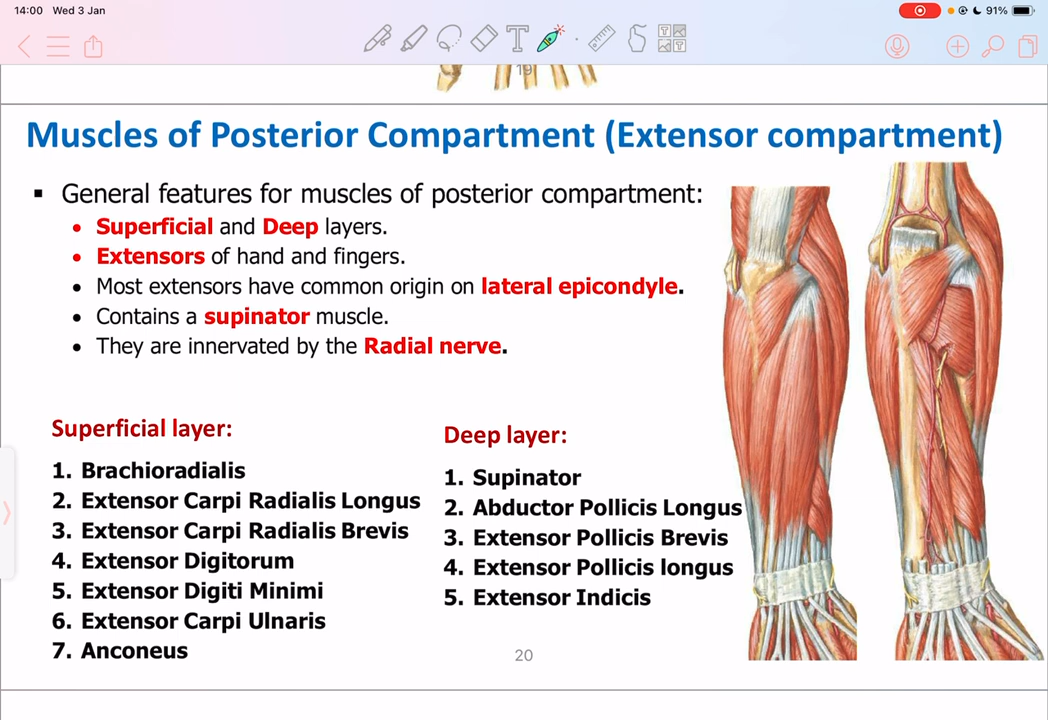 14:00 Wed 3 Jan
91%
19
Muscles of Posterior Compartment (Extensor compartment)
▪ General features for muscles of posterior compartment:
• Superficial and Deep layers.
• Extensors of hand and fingers.
• Most extensors have common origin on lateral epicondyle.
• Contains a supinator muscle.
• They are innervated by the Radial nerve.
Superficial layer:
1. Brachioradialis
2. Extensor Carpi Radialis Longus
3. Extensor Carpi Radialis Brevis
4. Extensor Digitorum
5. Extensor Digiti Minimi
6. Extensor Carpi Ulnaris
7. Anconeus
Deep layer:
1. Supinator
2. Abductor Pollicis Longus
3. Extensor Pollicis Brevis
4. Extensor Pollicis longus
5. Extensor Indicis
20